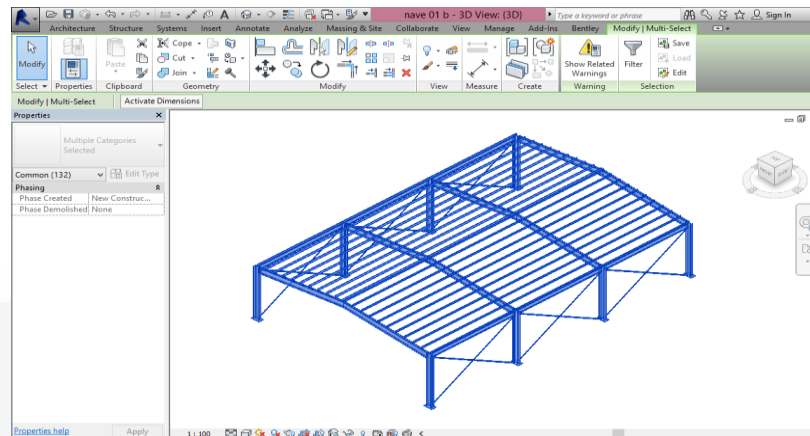 nave 01 b - 3D View: {3D}
Type a keyword or phrase
Sign In
Architecture Structure Systems Insert Annotate Analyze Massing & Site Collaborate View Manage Add-Ins Bentley Modify | Multi-Select
Modify
Paste
Cope
Cut
Join
Show Related Warnings
Filter
Save
Load
Edit
Select Properties Clipboard Geometry Modify View Measure Create Warning Selection
Modify | Multi-Select Activate Dimensions
Properties
Multiple Categories
Selected
Common (132) Edit Type
Phasing
Phase Created New Construc...
Phase Demolished None
Properties help Apply
1 : 100